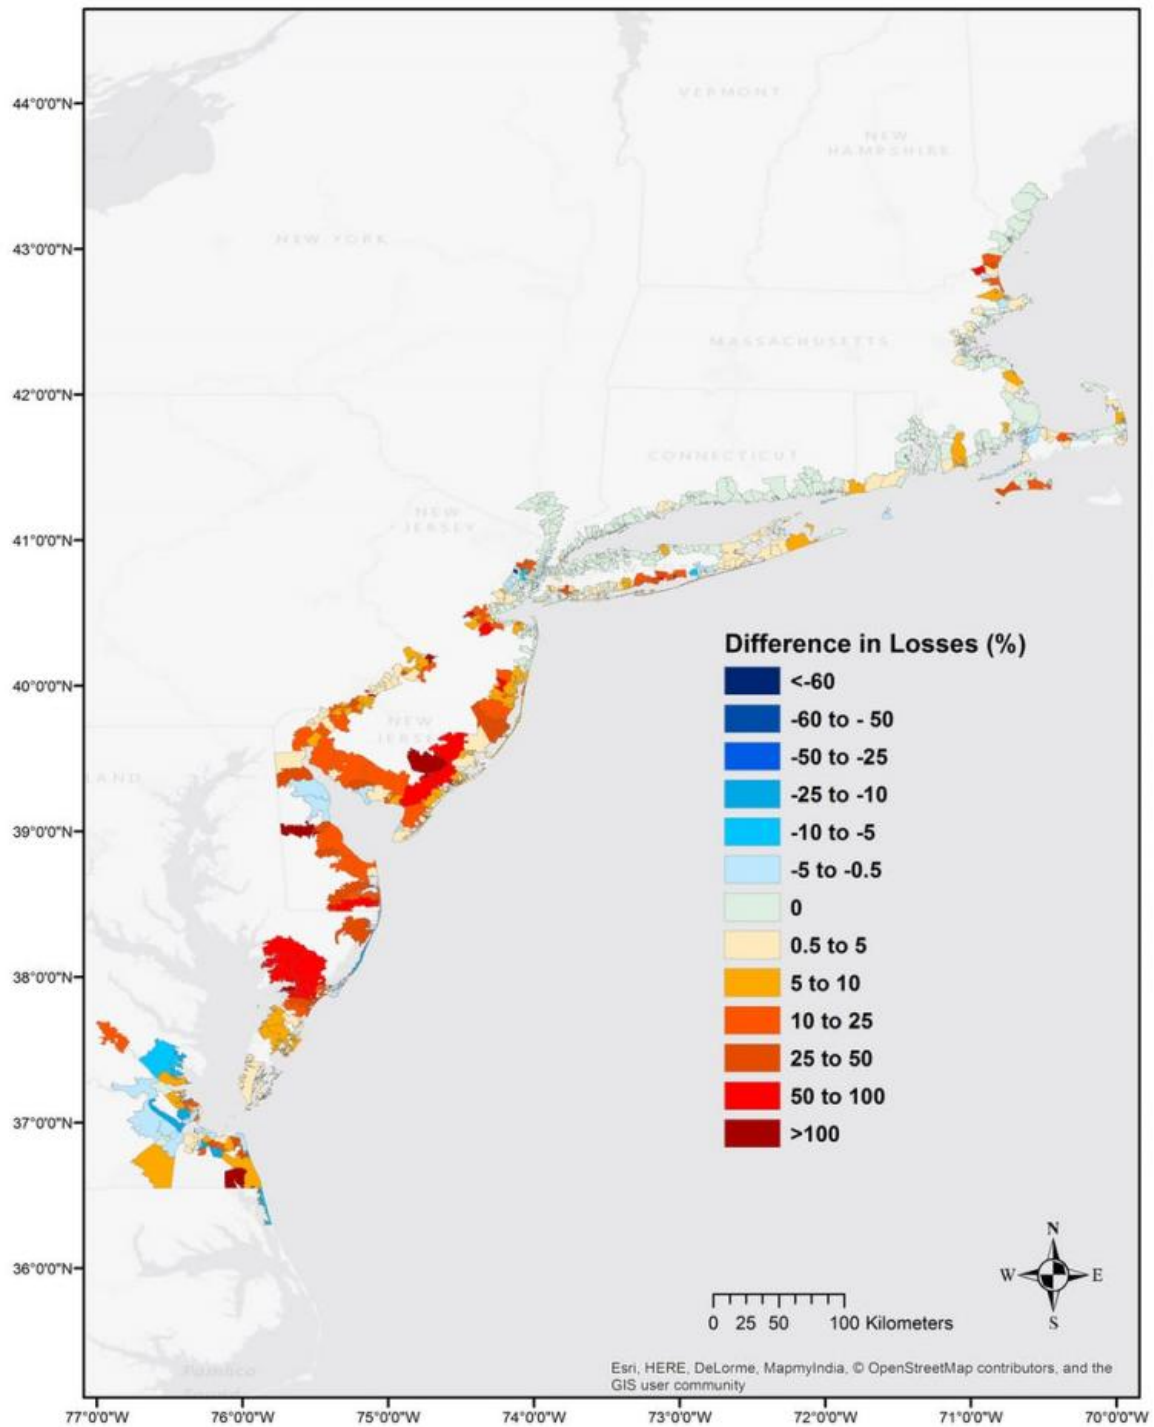 44°0'0"N
43°0'0"N
42°0'0"N
41°0'0"N
40°0'0"N
39°0'0"N
38°0'0"N
37°0'0"N
36°0'0"N
VERMONT
NEW
HAMPSHIRE
NEW YORK
MASSACHUSETTS
CONNECTICUT
NEW
JERSEY
NEW
LAND
Difference in Losses (%)
<-60
-60 to - 50
-50 to -25
-25 to -10
-10 to -5
-5 to -0.5
0
0.5 to 5
5 to 10
10 to 25
25 to 50
50 to 100
>100
N
W E
S
0 25 50 100 Kilometers
Esri, HERE, DeLorme, MapmyIndia, © OpenStreetMap contributors, and the
GIS user community
Pamlico
Sound
77°0'0"W 76°0'0"W 75°0'0"W 74°0'0"W 73°0'0"W 72°0'0"W 71°0'0"W 70°0'0"W